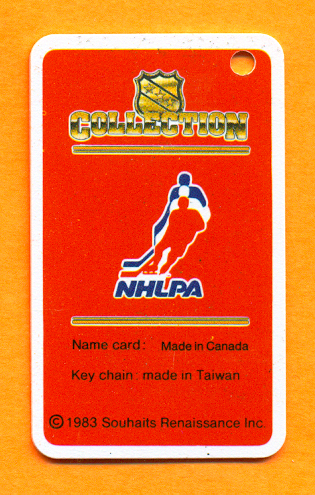 COLLECTION
NHLPA
Name card: Made in Canada
Key chain: made in Taiwan
© 1983 Souhaits Renaissance Inc.